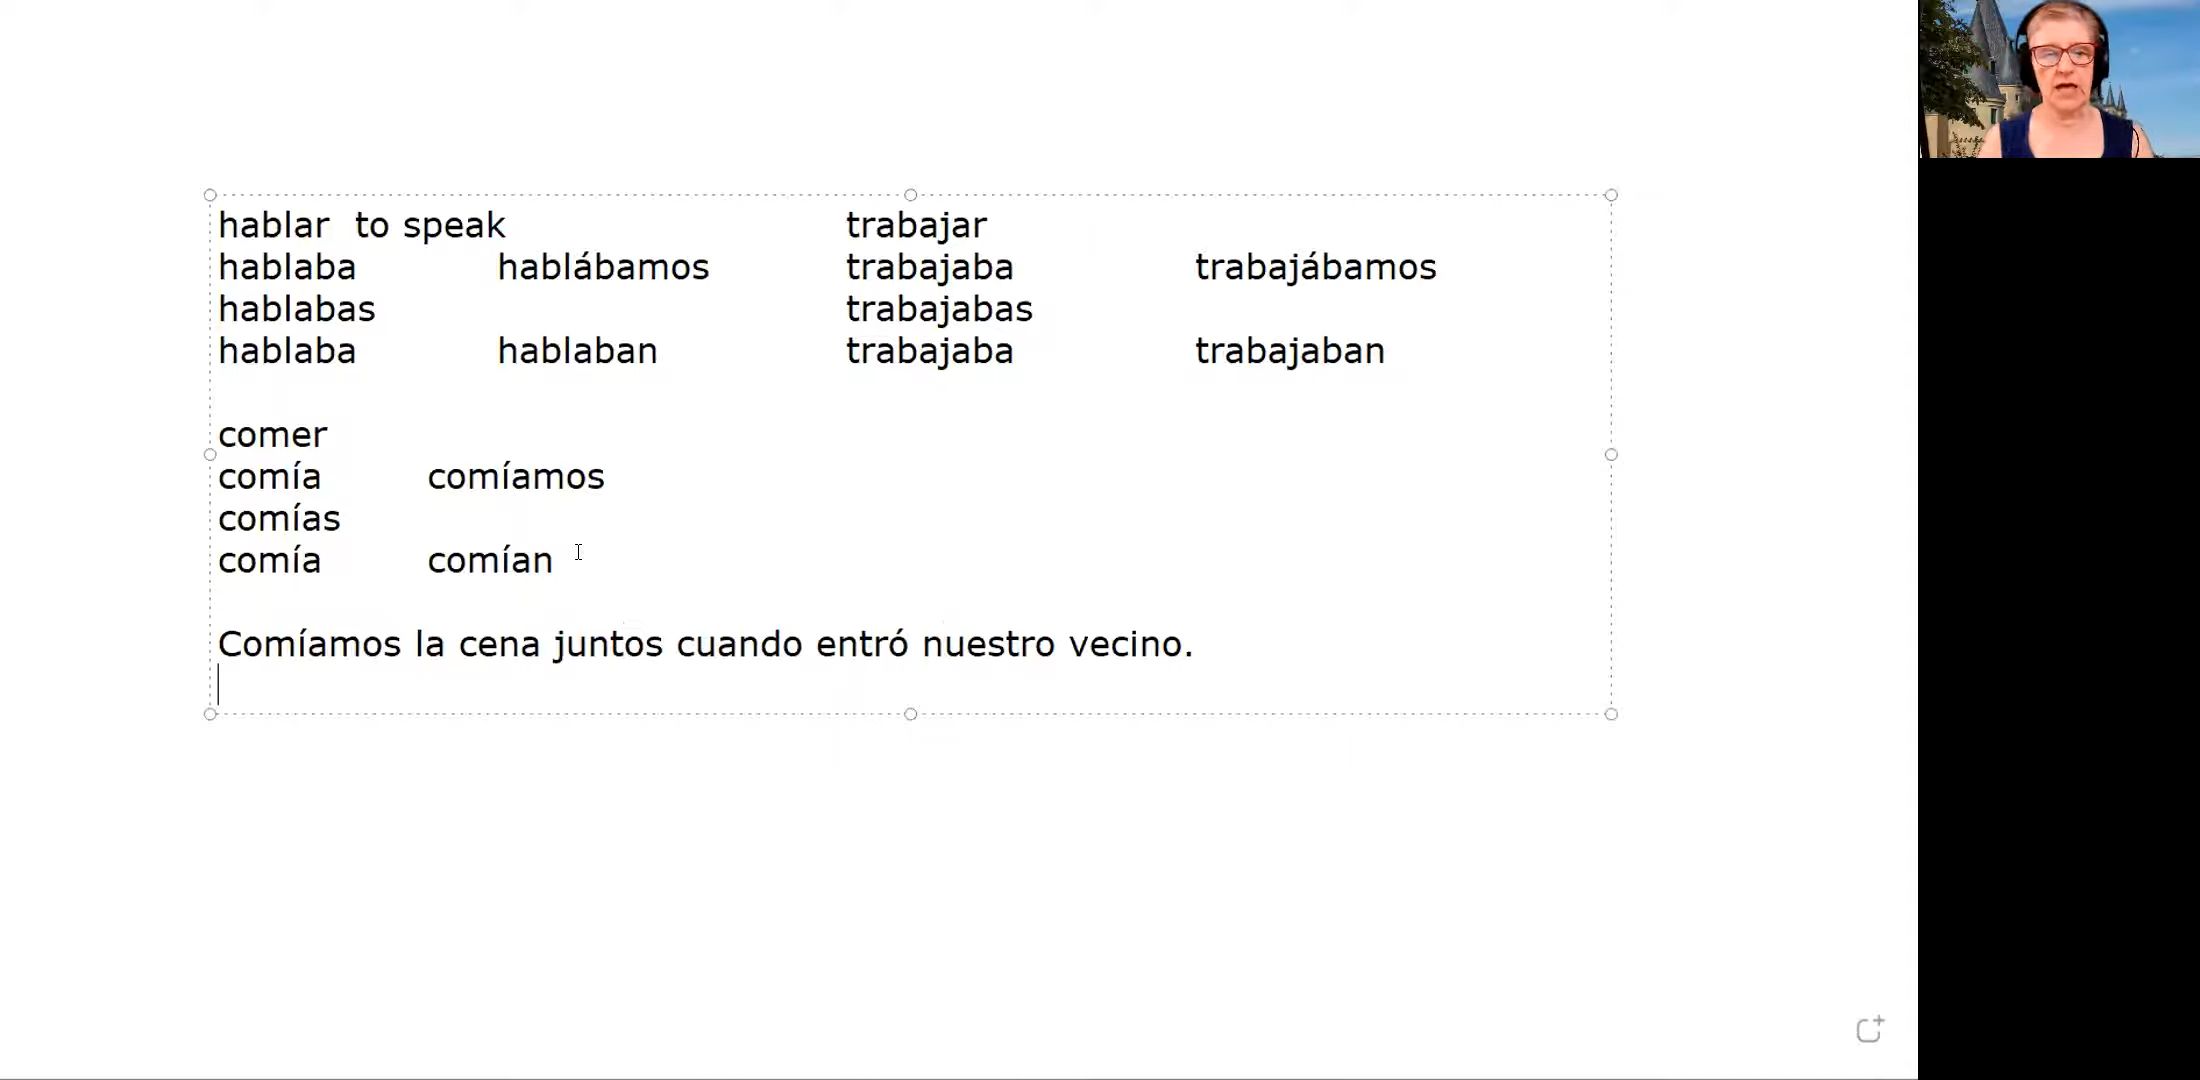 hablar to speak trabajar
hablaba hablábamos trabajaba trabajábamos
hablabas trabajabas
hablaba hablaban trabajaba trabajaban
comer
comía comíamos
comías
comía comían
Comíamos la cena juntos cuando entró nuestro vecino.